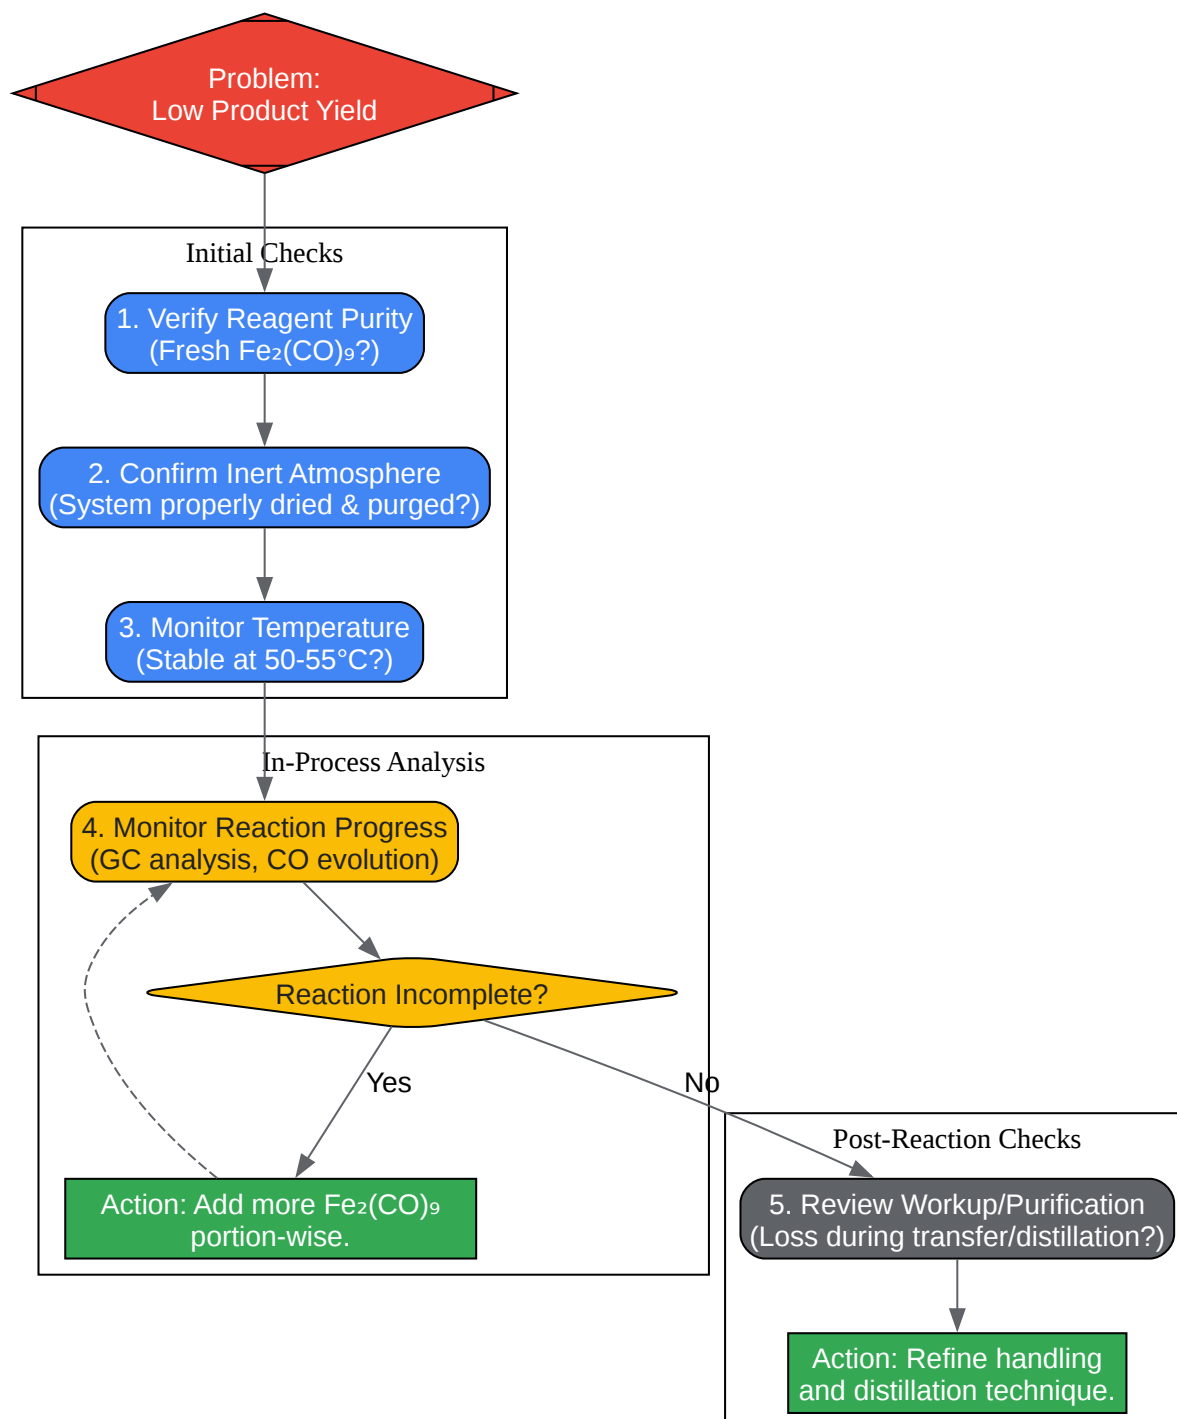 Problem:
Low Product Yield
Initial Checks
1. Verify Reagent Purity
(Fresh Fe₂(CO)₉?)
2. Confirm Inert Atmosphere
(System properly dried & purged?)
3. Monitor Temperature
(Stable at 50-55°C?)
In-Process Analysis
4. Monitor Reaction Progress
(GC analysis, CO evolution)
Reaction Incomplete?
Yes
No
Action: Add more Fe₂(CO)₉
portion-wise.
Post-Reaction Checks
5. Review Workup/Purification
(Loss during transfer/distillation?)
Action: Refine handling
and distillation technique.